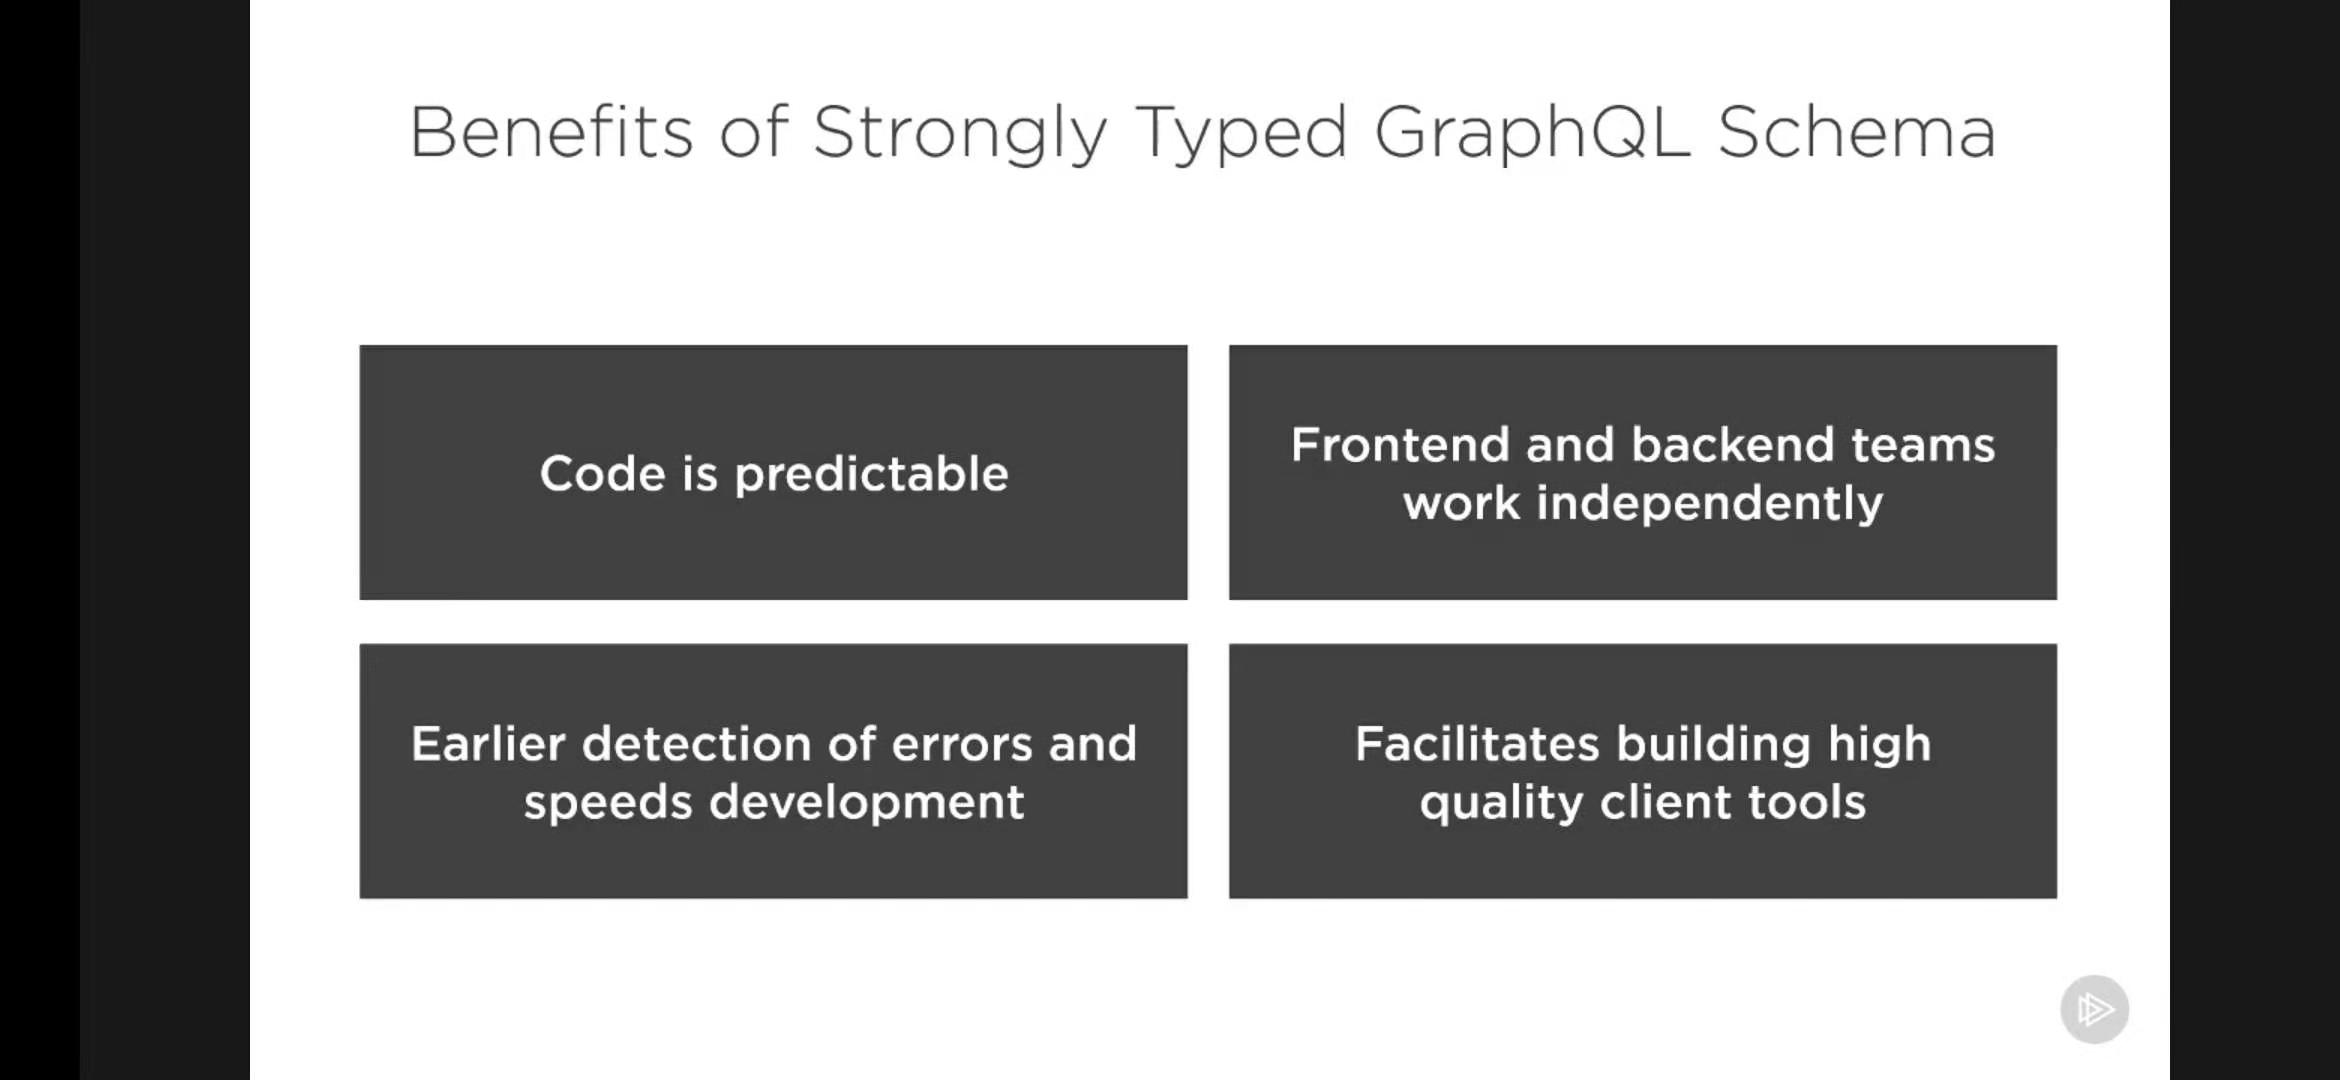 Benefits of Strongly Typed GraphQL Schema
Code is predictable
Frontend and backend teams
work independently
Earlier detection of errors and
speeds development
Facilitates building high
quality client tools